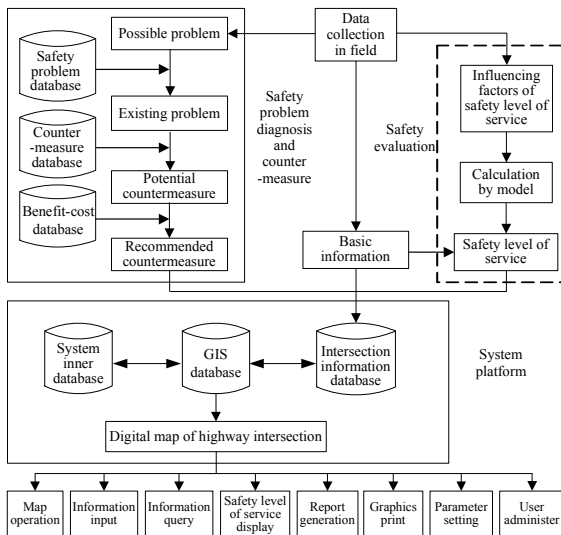 Possible problem
Safety
problem
database
Existing problem
Counter
-measure
database
Potential
countermeasure
Benefit-cost
database
Recommended
countermeasure
Safety
problem
diagnosis
and
counter
-measure
Data
collection
in field
Basic
information
Safety
evaluation
Influencing
factors of
safety level of
service
Calculation
by model
Safety level of
service
System
inner
database
GIS
database
Intersection
information
database
System
platform
Digital map of highway intersection
Map
operation
Information
input
Information
query
Safety level
of service
display
Report
generation
Graphics
print
Parameter
setting
User
administer